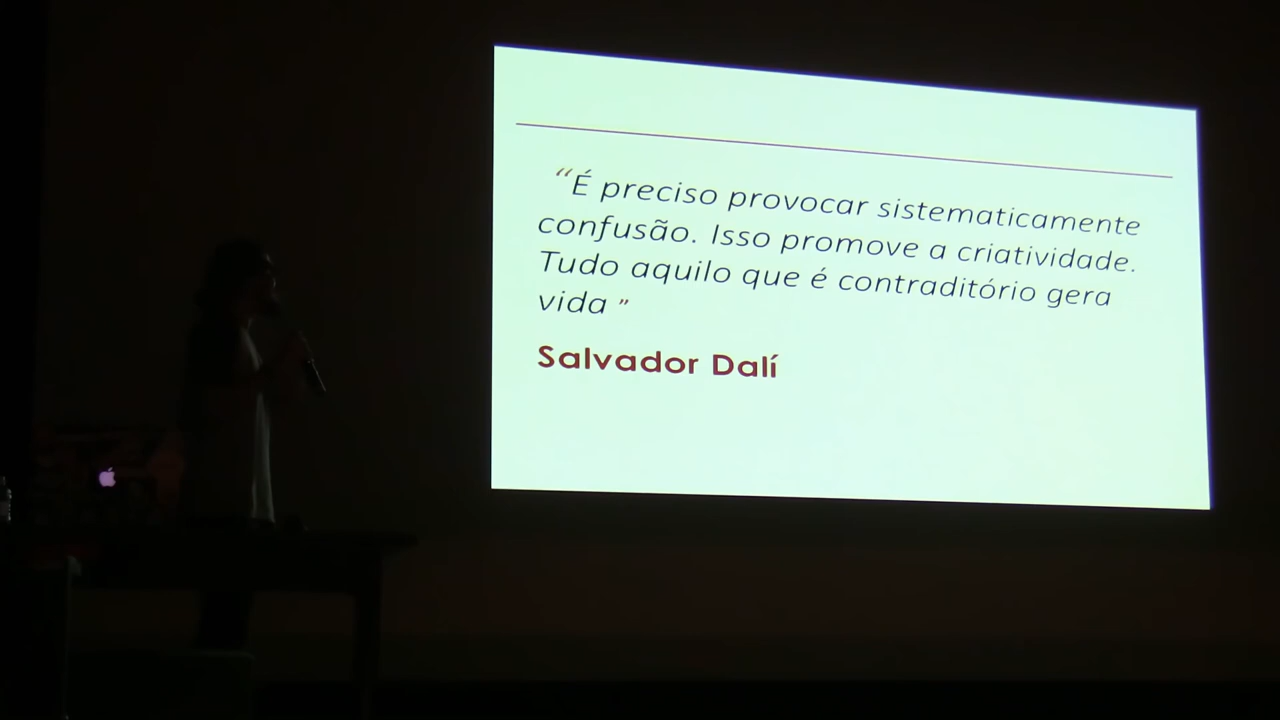 “É preciso provocar sistematicamente
confusão. Isso promove a criatividade.
Tudo aquilo que é contraditório gera
vida ”
Salvador Dalí